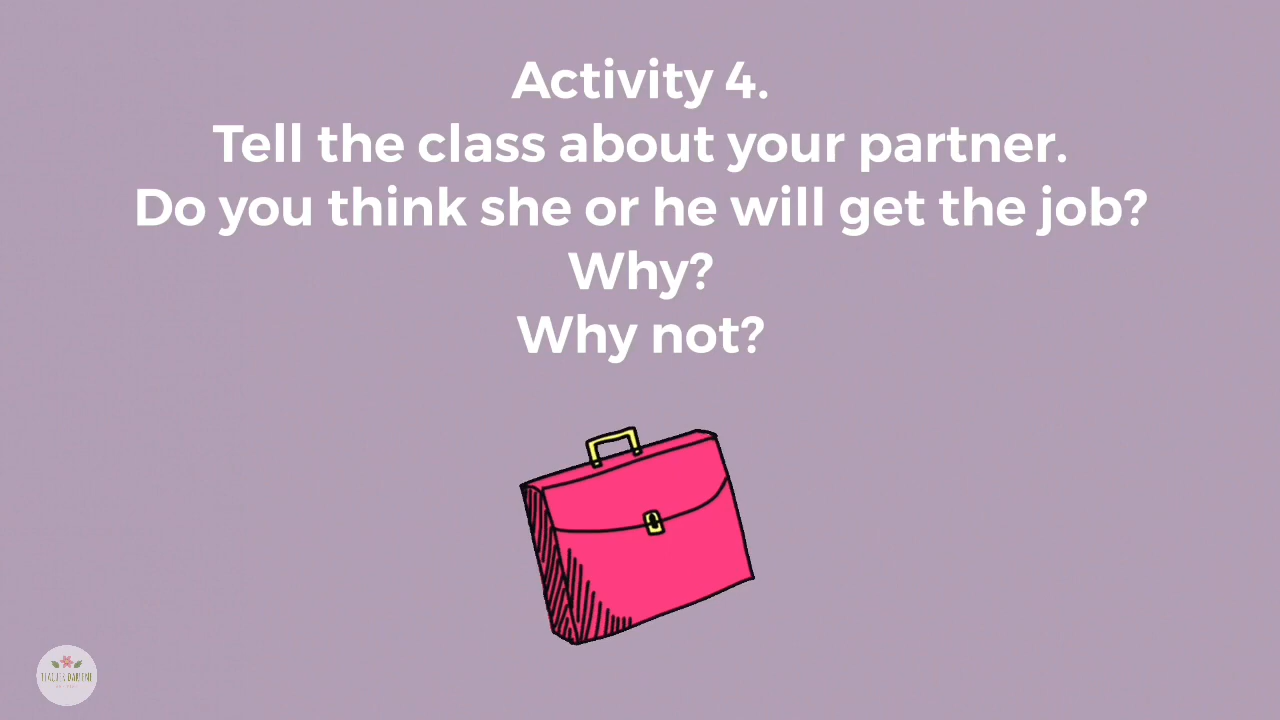 Activity 4.
Tell the class about your partner.
Do you think she or he will get the job?
Why?
Why not?